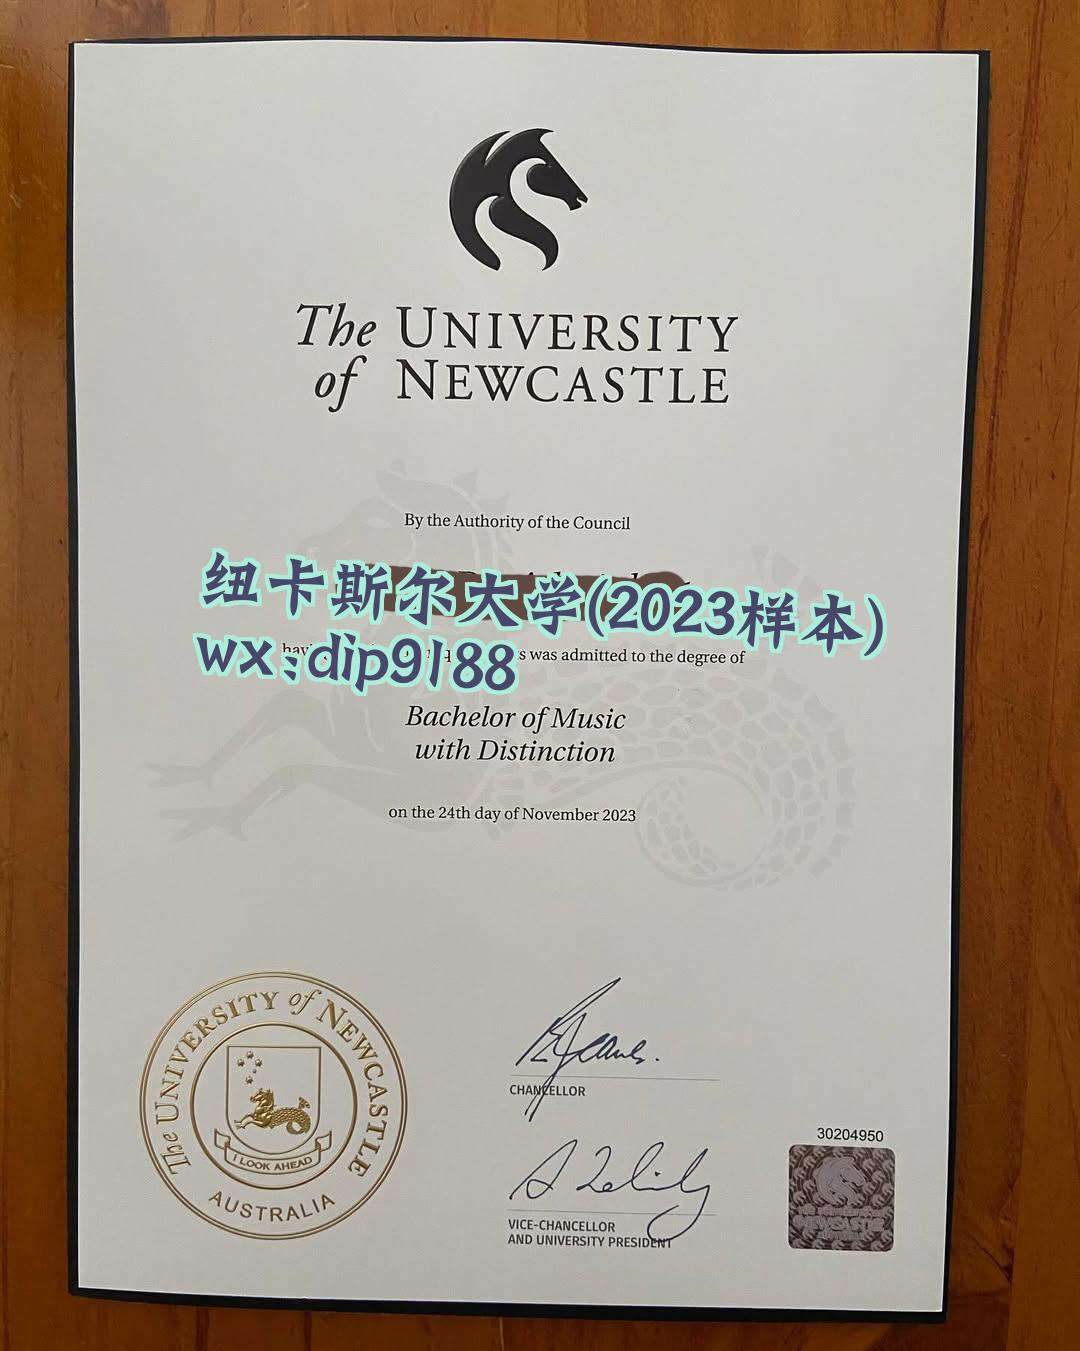 The UNIVERSITY
of NEWCASTLE
By the Authority of the Council
纽卡斯尔大学(2023样本)
wx:dip9188
s was admitted to the degree of
Bachelor of Music
with Distinction
on the 24th day of November 2023
The UNIVERSITY of NEWCASTLE
I LOOK AHEAD
AUSTRALIA
CHANCELLOR
VICE-CHANCELLOR
AND UNIVERSITY PRESIDENT
30204950
NEWCASTLE